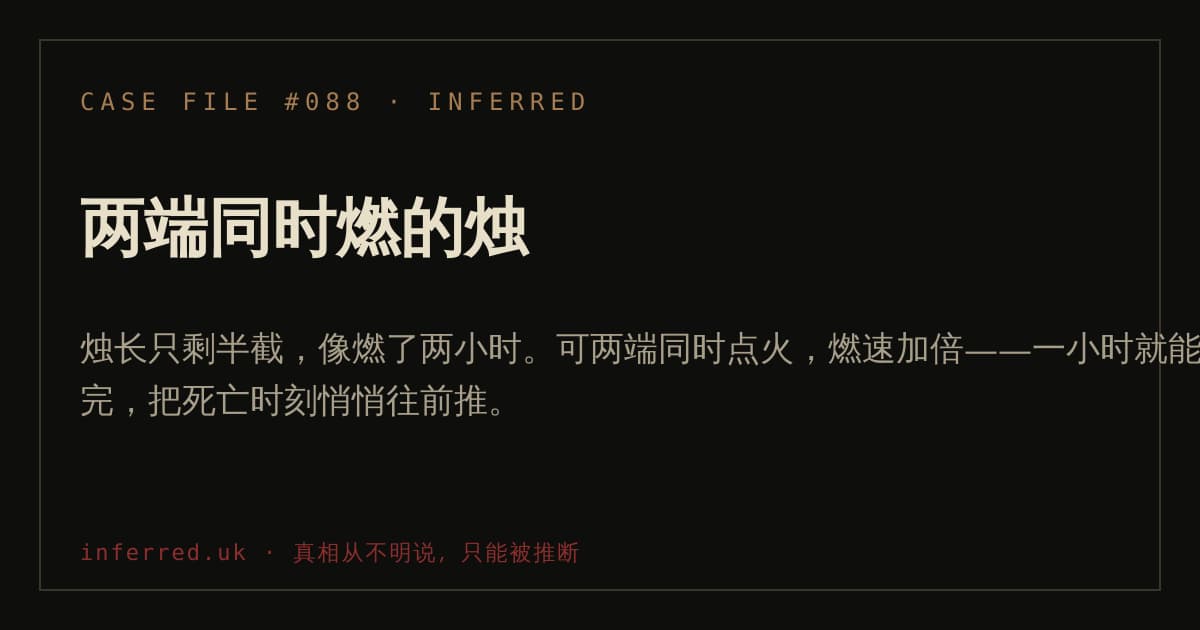 CASE FILE #088 · INFERRED
两端同时燃的烛
烛长只剩半截，像燃了两小时。可两端同时点火，燃速加倍——一小时就能
完，把死亡时刻悄悄往前推。
inferred.uk · 真相从不明说，只能被推断